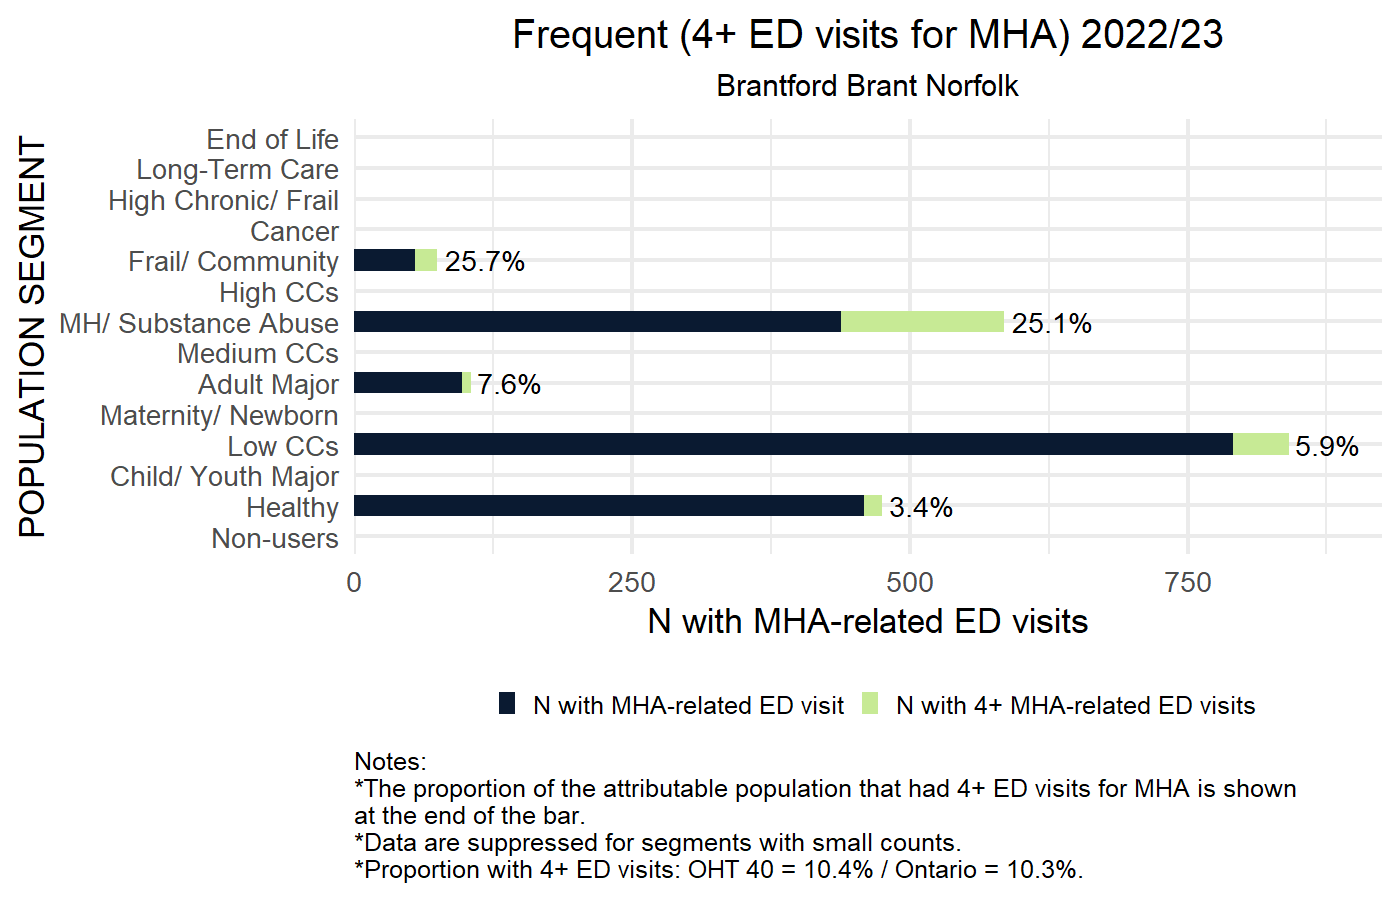 Frequent (4+ ED visits for MHA) 2022/23
Brantford Brant Norfolk
POPULATION SEGMENT
End of Life
Long-Term Care
High Chronic/ Frail
Cancer
Frail/ Community
25.7%
High CCs
MH/ Substance Abuse
25.1%
Medium CCs
Adult Major
7.6%
Maternity/ Newborn
Low CCs
5.9%
Child/ Youth Major
Healthy
3.4%
Non-users
0
250
500
750
N with MHA-related ED visits
N with MHA-related ED visit
N with 4+ MHA-related ED visits
Notes:
*The proportion of the attributable population that had 4+ ED visits for MHA is shown
at the end of the bar.
*Data are suppressed for segments with small counts.
*Proportion with 4+ ED visits: OHT 40 = 10.4% / Ontario = 10.3%.